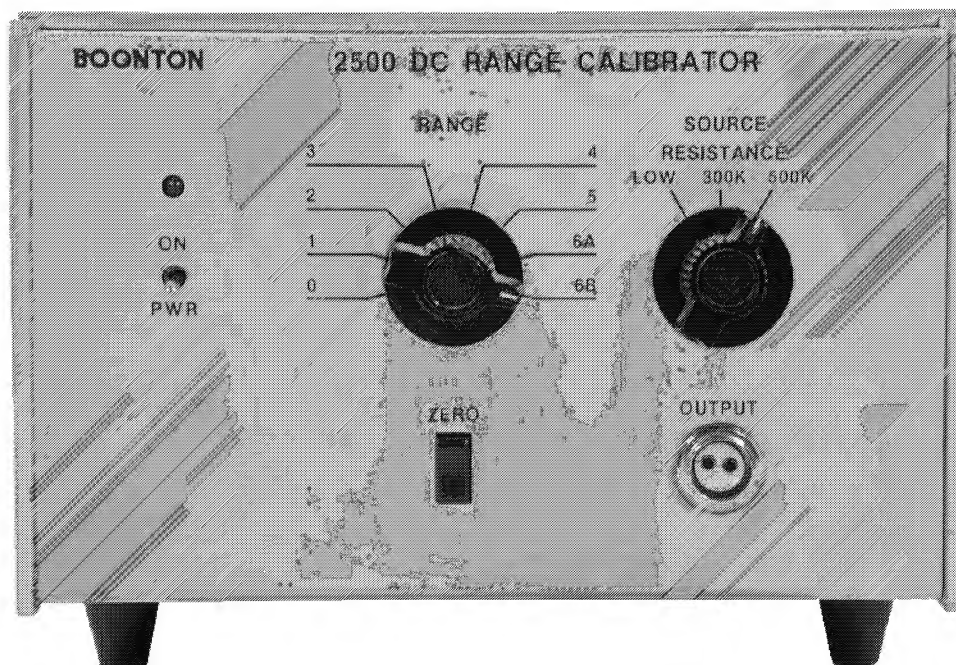 BOONTON 2500 DC RANGE CALIBRATOR
RANGE
3 4
2 5
1 6A
0 6B
SOURCE
RESISTANCE
LOW 300K 500K
ON
PWR
ZERO
OUTPUT